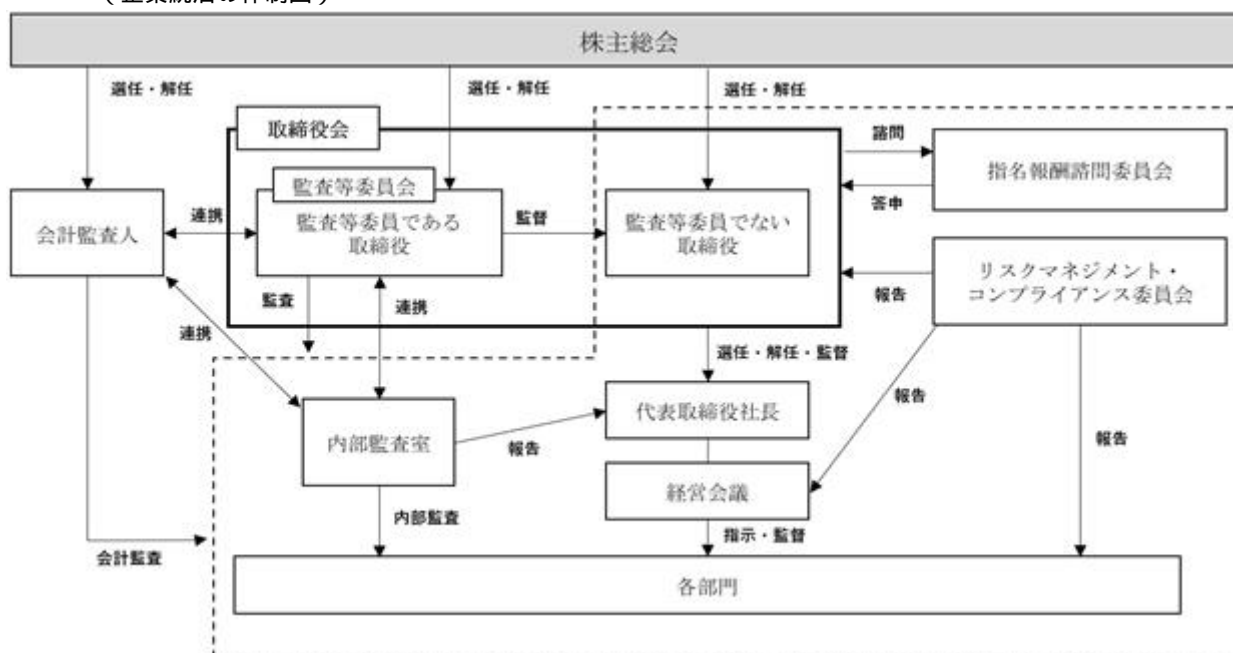 （企業統治の体制図）
株主総会
選任・解任
選任・解任
選任・解任
取締役会
諮問
指名報酬諮問委員会
答申
監査等委員会
会計監査人
連携
監査等委員である
取締役
監督
監査等委員でない
取締役
リスクマネジメント・
コンプライアンス委員会
報告
監査
連携
連携
選任・解任・監督
代表取締役社長
報告
内部監査室
報告
報告
経営会議
内部監査
指示・監督
会計監査
各部門